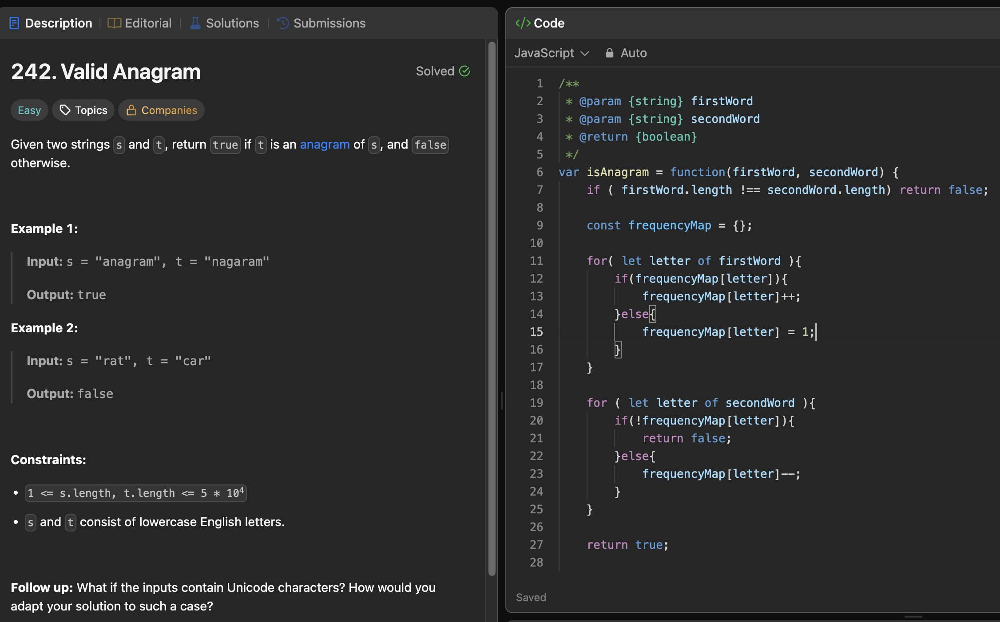 Description | Editorial | Solutions | Submissions
242. Valid Anagram
Solved
Easy Topics Companies
Given two strings s and t, return true if t is an anagram of s, and false
otherwise.
Example 1:
Input: s = "anagram", t = "nagaram"
Output: true
Example 2:
Input: s = "rat", t = "car"
Output: false
Constraints:
• 1 <= s.length, t.length <= 5 * 10⁴
• s and t consist of lowercase English letters.
Follow up: What if the inputs contain Unicode characters? How would you
adapt your solution to such a case?
</> Code
JavaScript Auto
1 /**
2  * @param {string} firstWord
3  * @param {string} secondWord
4  * @return {boolean}
5  */
6 var isAnagram = function(firstWord, secondWord) {
7     if ( firstWord.length !== secondWord.length) return false;
8
9     const frequencyMap = {};
10
11     for( let letter of firstWord ){
12         if(frequencyMap[letter]){
13             frequencyMap[letter]++;
14         }else{
15             frequencyMap[letter] = 1;
16         }
17     }
18
19     for ( let letter of secondWord ){
20         if(!frequencyMap[letter]){
21             return false;
22         }else{
23             frequencyMap[letter]--;
24         }
25     }
26
27     return true;
28
Saved